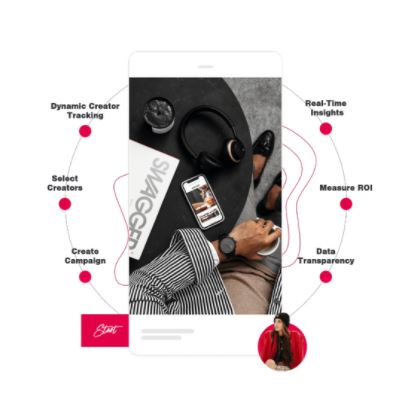 Dynamic Creator
Tracking
Real-Time
Insights
Select
Creators
Measure ROI
SWAGGER
Create
Campaign
Data
Transparency
Start